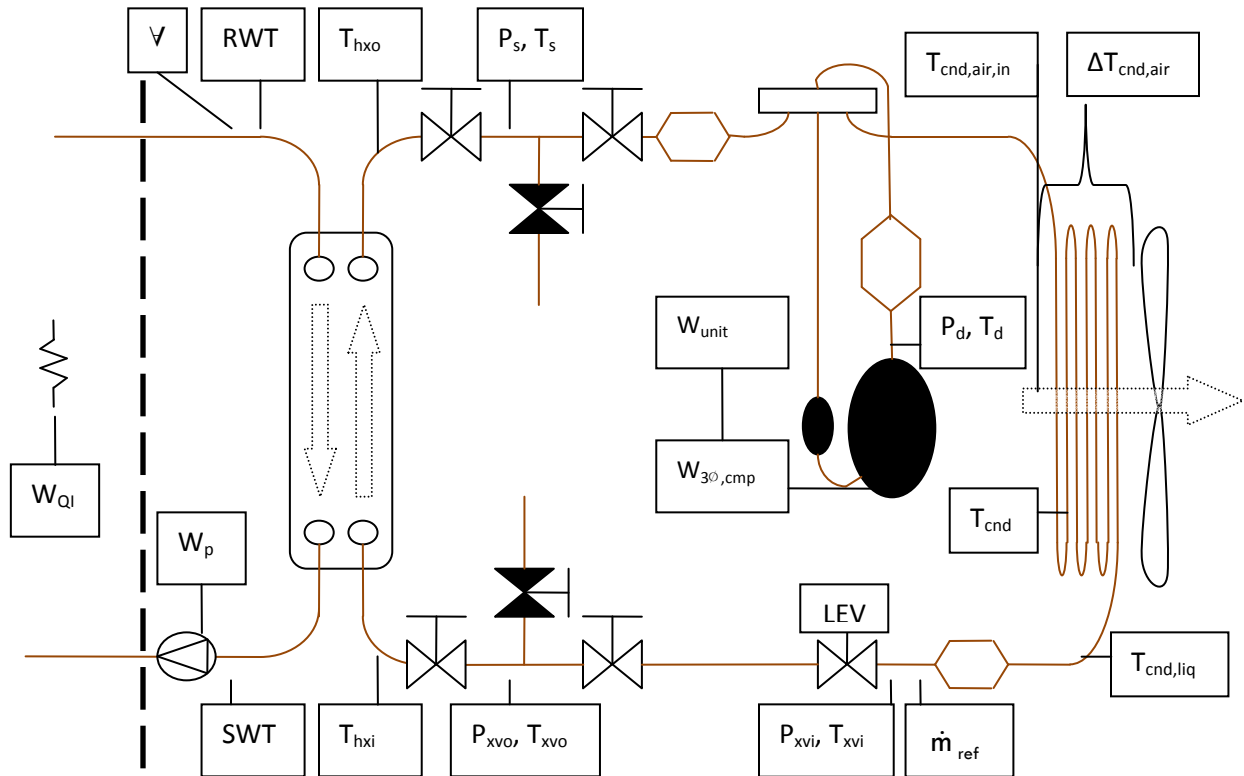 ∀
RWT
Thxo
Ps, Ts
Tcnd,air,in
ΔTcnd,air
Wunit
Pd, Td
W3∅,cmp
WQI
Tcnd
Wp
LEV
Tcnd,liq
SWT
Thxi
Pxvo, Txvo
Pxvi, Txvi
ṁ ref